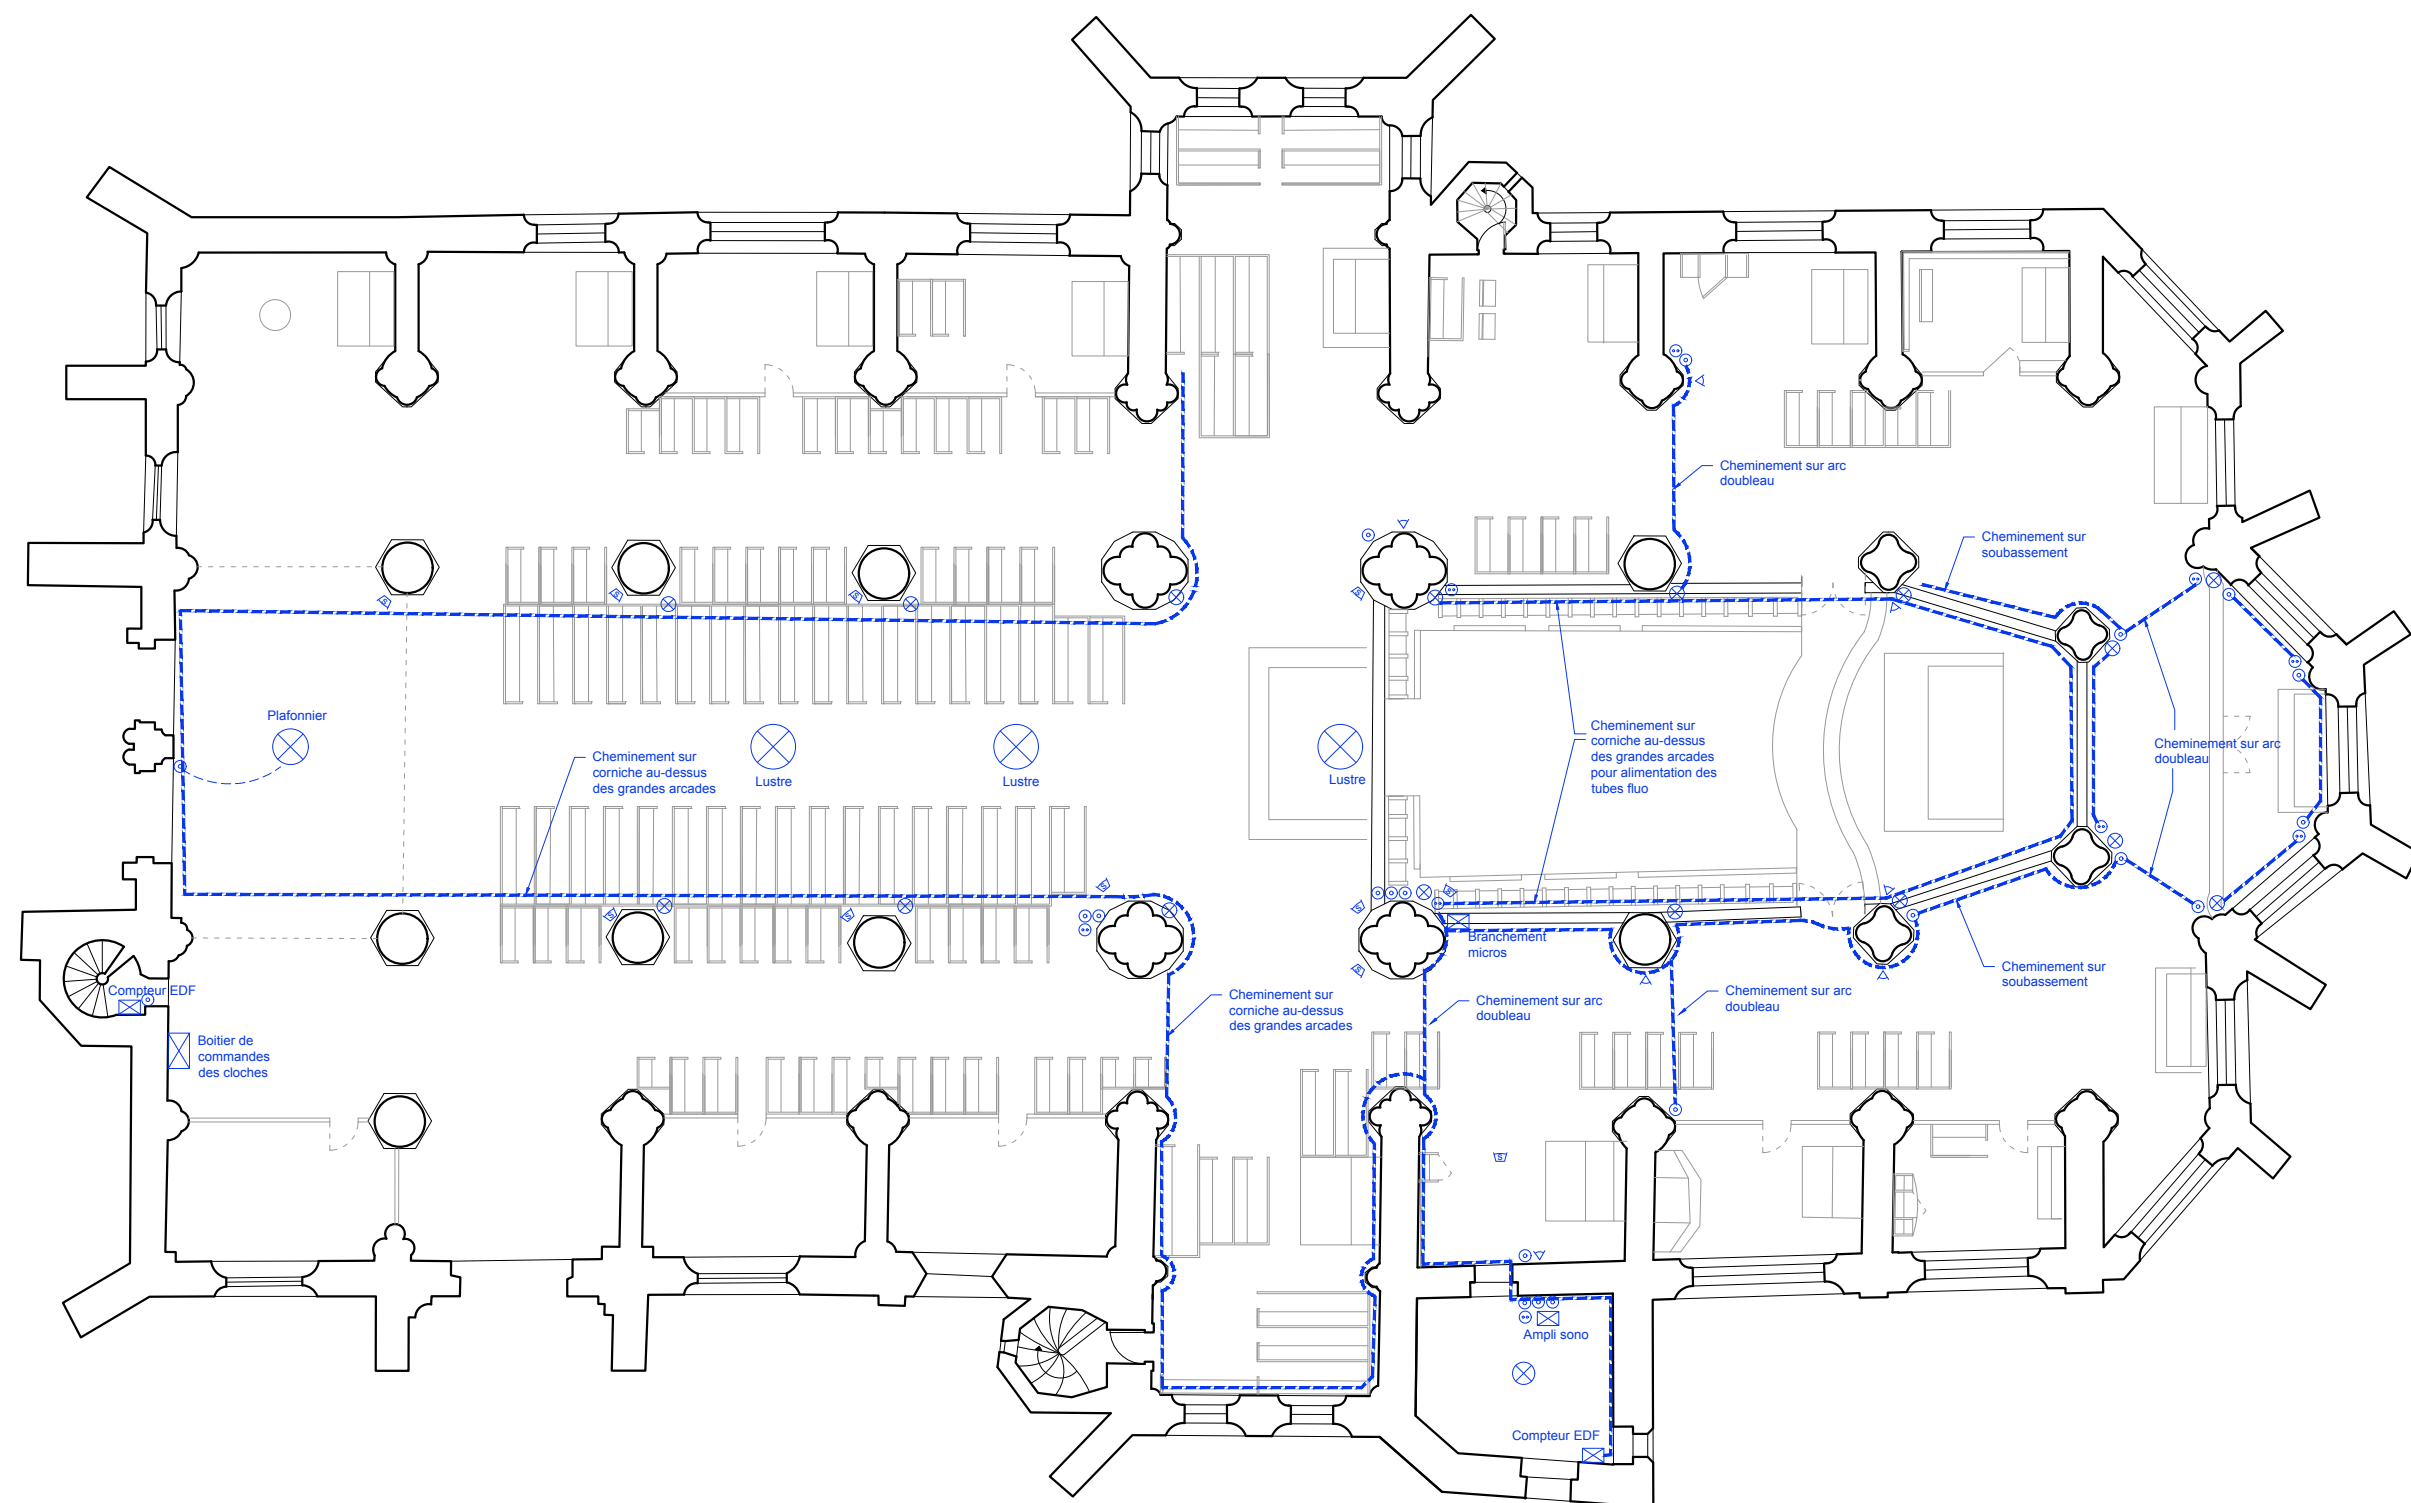 Cheminement sur arc
doubleau
Cheminement sur
soubassement
Plafonnier
Cheminement sur
corniche au-dessus
des grandes arcades
Lustre
Lustre
Lustre
Cheminement sur
corniche au-dessus
des grandes arcades
pour alimentation des
tubes fluo
Cheminement sur arc
doubleau
Branchement
micros
Compteur EDF
Boitier de
commandes
des cloches
Cheminement sur
corniche au-dessus
des grandes arcades
Cheminement sur arc
doubleau
Cheminement sur arc
doubleau
Cheminement sur
soubassement
Ampli sono
Compteur EDF